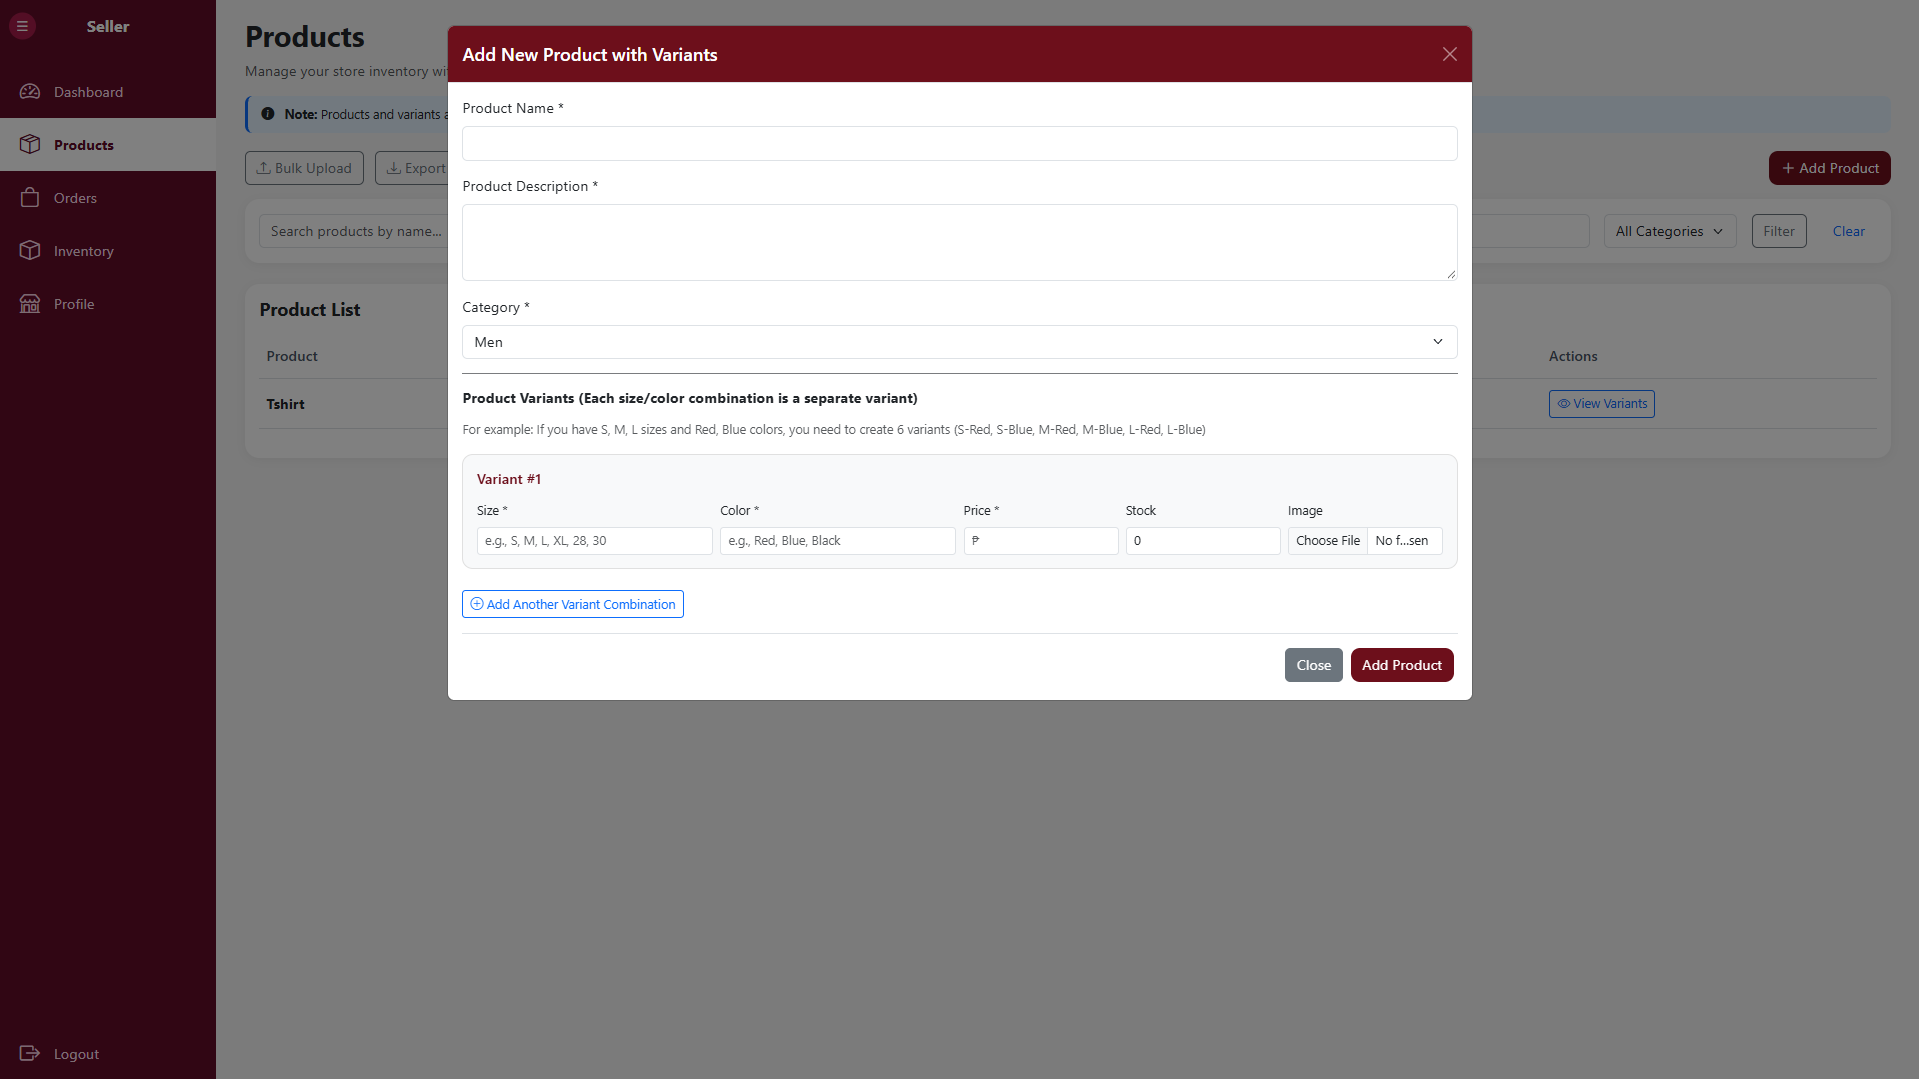 Seller
Dashboard
Products
Orders
Inventory
Profile
Logout
Products
Manage your store inventory
Note: Products and variants
Bulk Upload
Export
Add Product
Search products by name...
All Categories
Filter
Clear
Product List
Product
Actions
Tshirt
View Variants
Add New Product with Variants
Product Name *
Product Description *
Category *
Men
Product Variants (Each size/color combination is a separate variant)
For example: If you have S, M, L sizes and Red, Blue colors, you need to create 6 variants (S-Red, S-Blue, M-Red, M-Blue, L-Red, L-Blue)
Variant #1
Size * Color * Price * Stock Image
e.g., S, M, L, XL, 28, 30 e.g., Red, Blue, Black ₱ 0 Choose File No f...sen
Add Another Variant Combination
Close Add Product